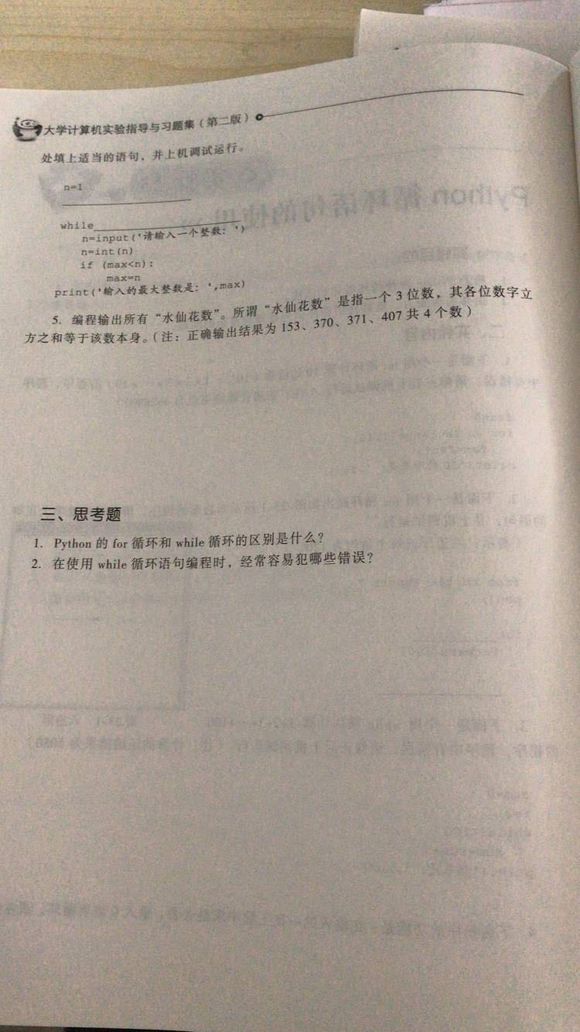 大学计算机实验指导与习题集（第二版）
处填上适当的语句，并上机调试运行。
n=1
while
n=input('请输入一个整数：')
n=int(n)
if (max<n):
max=n
print('输入的最大整数是：',max)
5. 编程输出所有“水仙花数”。所谓“水仙花数”是指一个 3 位数，其各位数字立
方之和等于该数本身。（注：正确输出结果为 153、370、371、407 共 4 个数）
三、思考题
1. Python 的 for 循环和 while 循环的区别是什么？
2. 在使用 while 循环语句编程时，经常容易犯哪些错误？